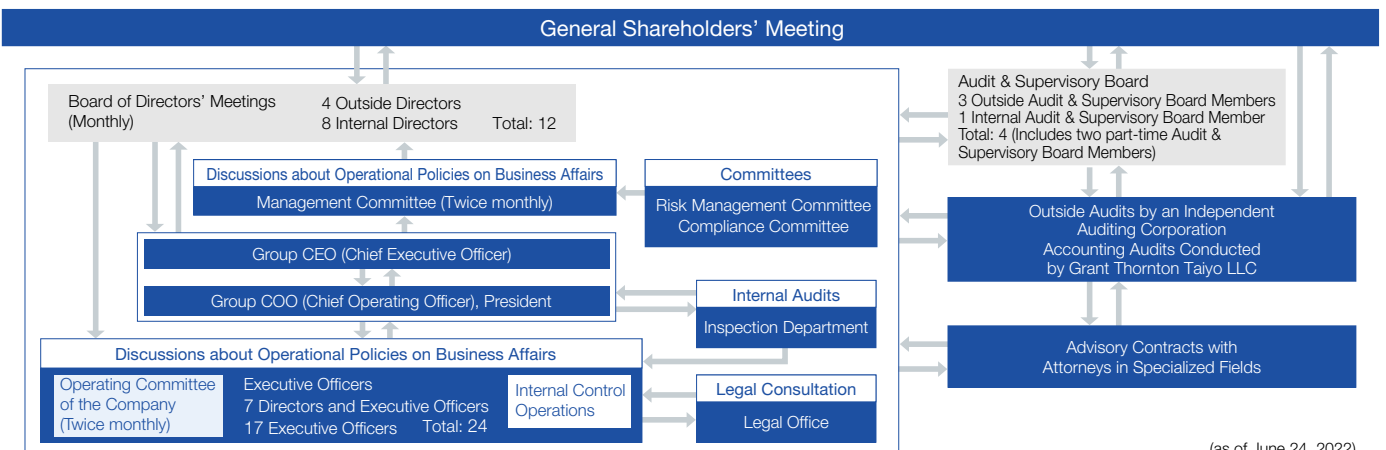 General Shareholders' Meeting
Board of Directors' Meetings
(Monthly)
4 Outside Directors
8 Internal Directors Total: 12
Audit & Supervisory Board
3 Outside Audit & Supervisory Board Members
1 Internal Audit & Supervisory Board Member
Total: 4 (Includes two part-time Audit &
Supervisory Board Members)
Discussions about Operational Policies on Business Affairs
Management Committee (Twice monthly)
Committees
Risk Management Committee
Compliance Committee
Outside Audits by an Independent
Auditing Corporation
Accounting Audits Conducted
by Grant Thornton Taiyo LLC
Group CEO (Chief Executive Officer)
Group COO (Chief Operating Officer), President
Internal Audits
Inspection Department
Discussions about Operational Policies on Business Affairs
Operating Committee
of the Company
(Twice monthly)
Executive Officers
7 Directors and Executive Officers
17 Executive Officers Total: 24
Internal Control
Operations
Legal Consultation
Legal Office
Advisory Contracts with
Attorneys in Specialized Fields
(as of June 24, 2022)